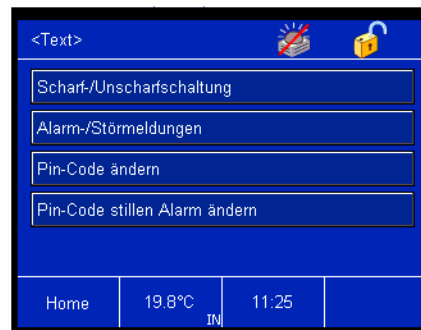 <Text>
Scharf-/Unscharfschaltung
Alarm-/Störmeldungen
Pin-Code ändern
Pin-Code stillen Alarm ändern
Home
19.8°C
IN
11:25